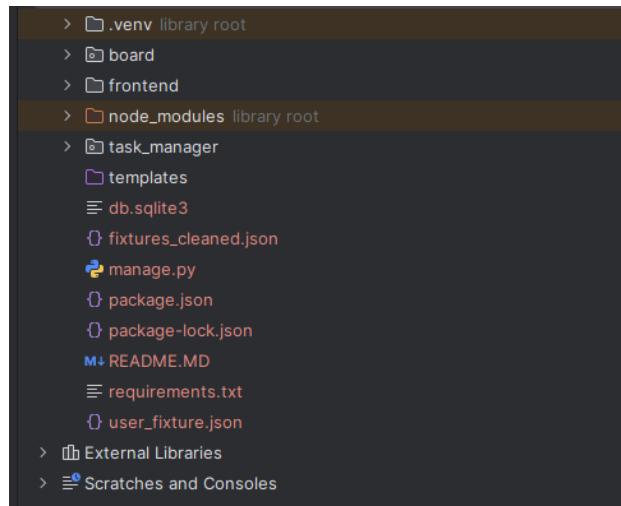 .venv library root
board
frontend
node_modules library root
task_manager
templates
db.sqlite3
{} fixtures_cleaned.json
manage.py
{} package.json
{} package-lock.json
M↓ README.MD
requirements.txt
{} user_fixture.json
External Libraries
Scratches and Consoles